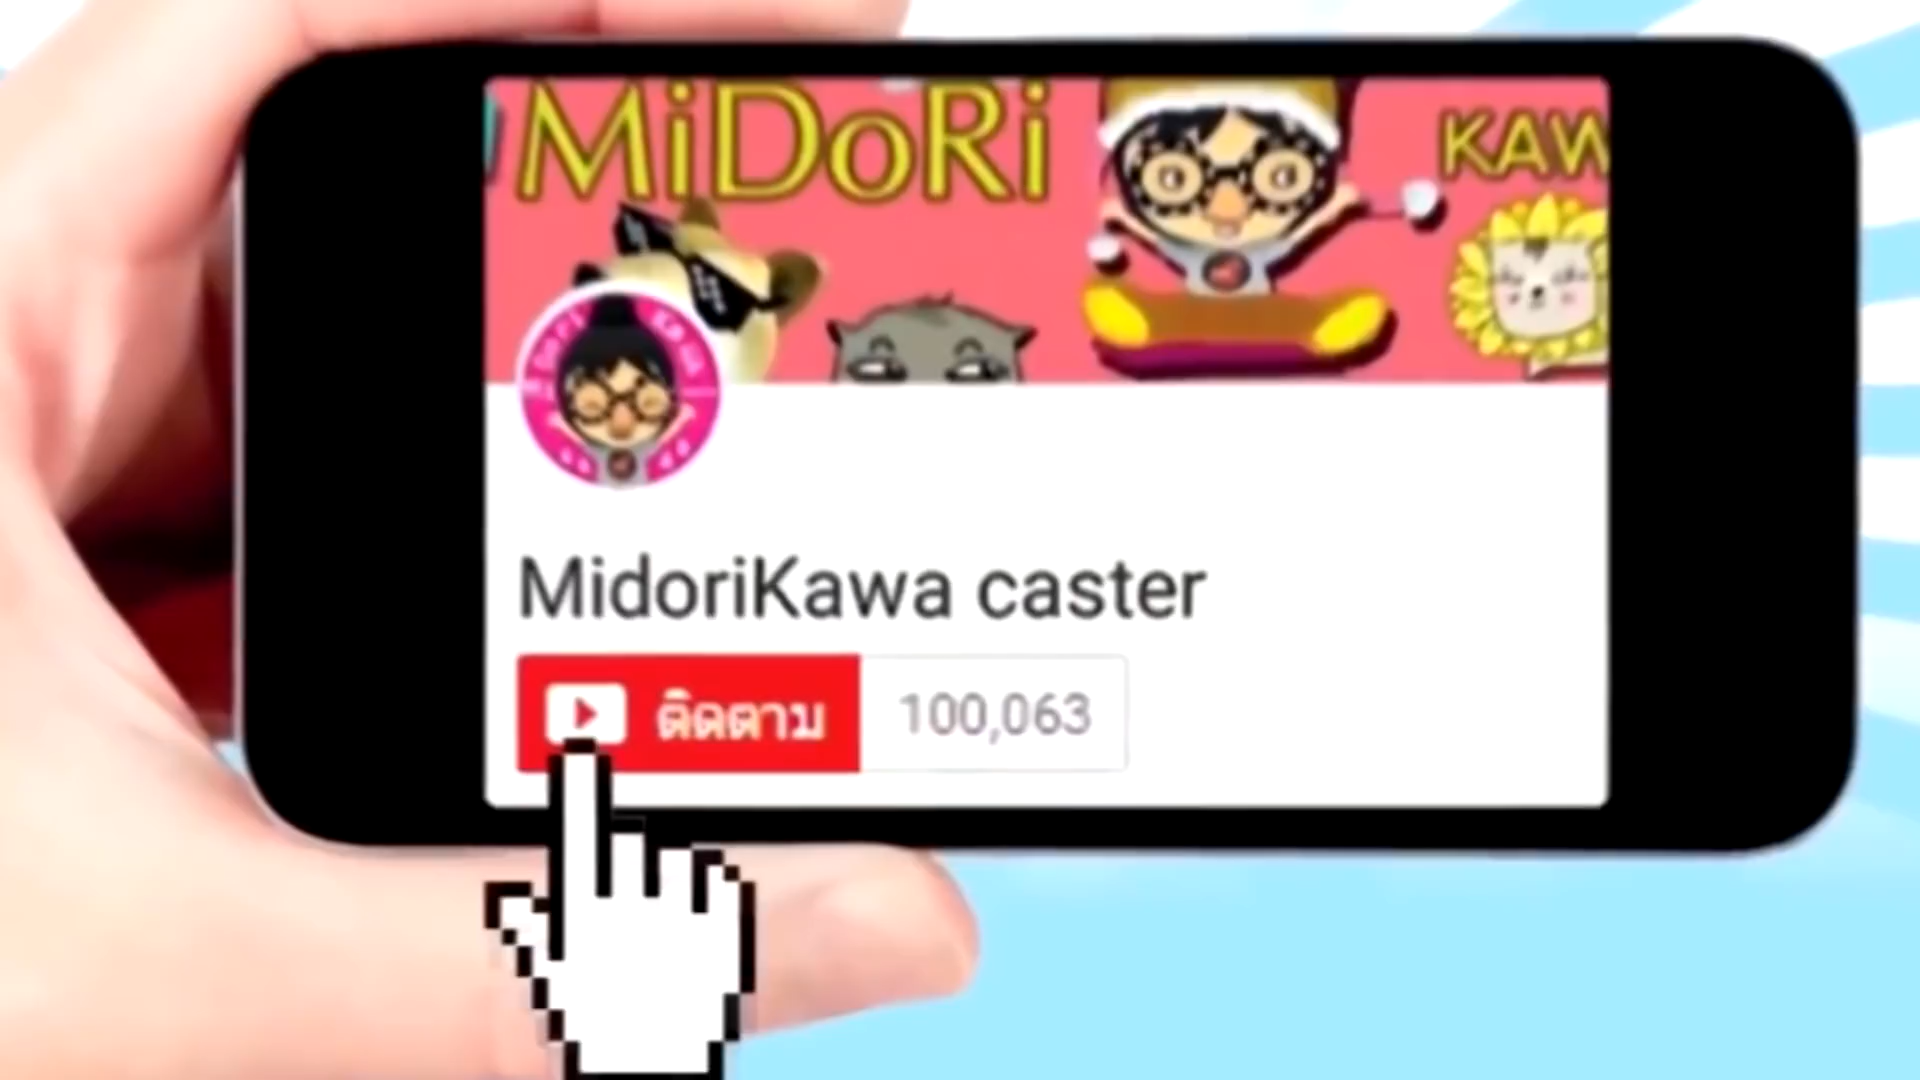 MiDoRi
KAW
MidoriKawa caster
ติดตาม 100,063